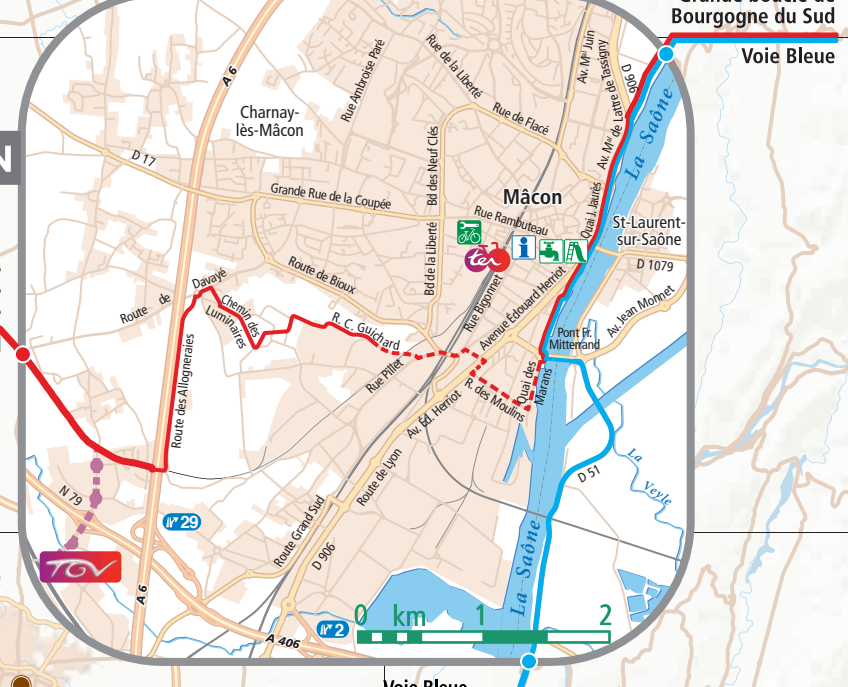 Grande boucle de
Bourgogne du Sud
Voie Bleue
A 6
Rue Ambroise Paré
Rue de la Liberté
Av. Mal Juin
Av. Mal de Lattre de Tassigny
D 906
La Saône
Charnay-
lès-Mâcon
Rue de Flacé
N
D 17
Bd des Neuf Clés
Grande Rue de la Coupée
Mâcon
Rue Rambuteau
Quai J. Jaurès
St-Laurent-
sur-Saône
D 1079
i
ter
Bd de la Liberté
Route de Bioux
Rue Bigonnet
Avenue Édouard Herriot
Av. Jean Monnet
Route de Davayé
Chemin des
Luminaires
R. C. Guichard
Pont Fr.
Mitterrand
Rue Pillet
Route des Allogneraies
Quai des
Marans
R. des Moulins
Av. Éd. Herriot
Route de Lyon
La Veyle
D 51
N 79
29
Route Grand Sud
D 906
La Saône
TGV
A 6
A 406
2
0 km 1 2
Voie Bleue